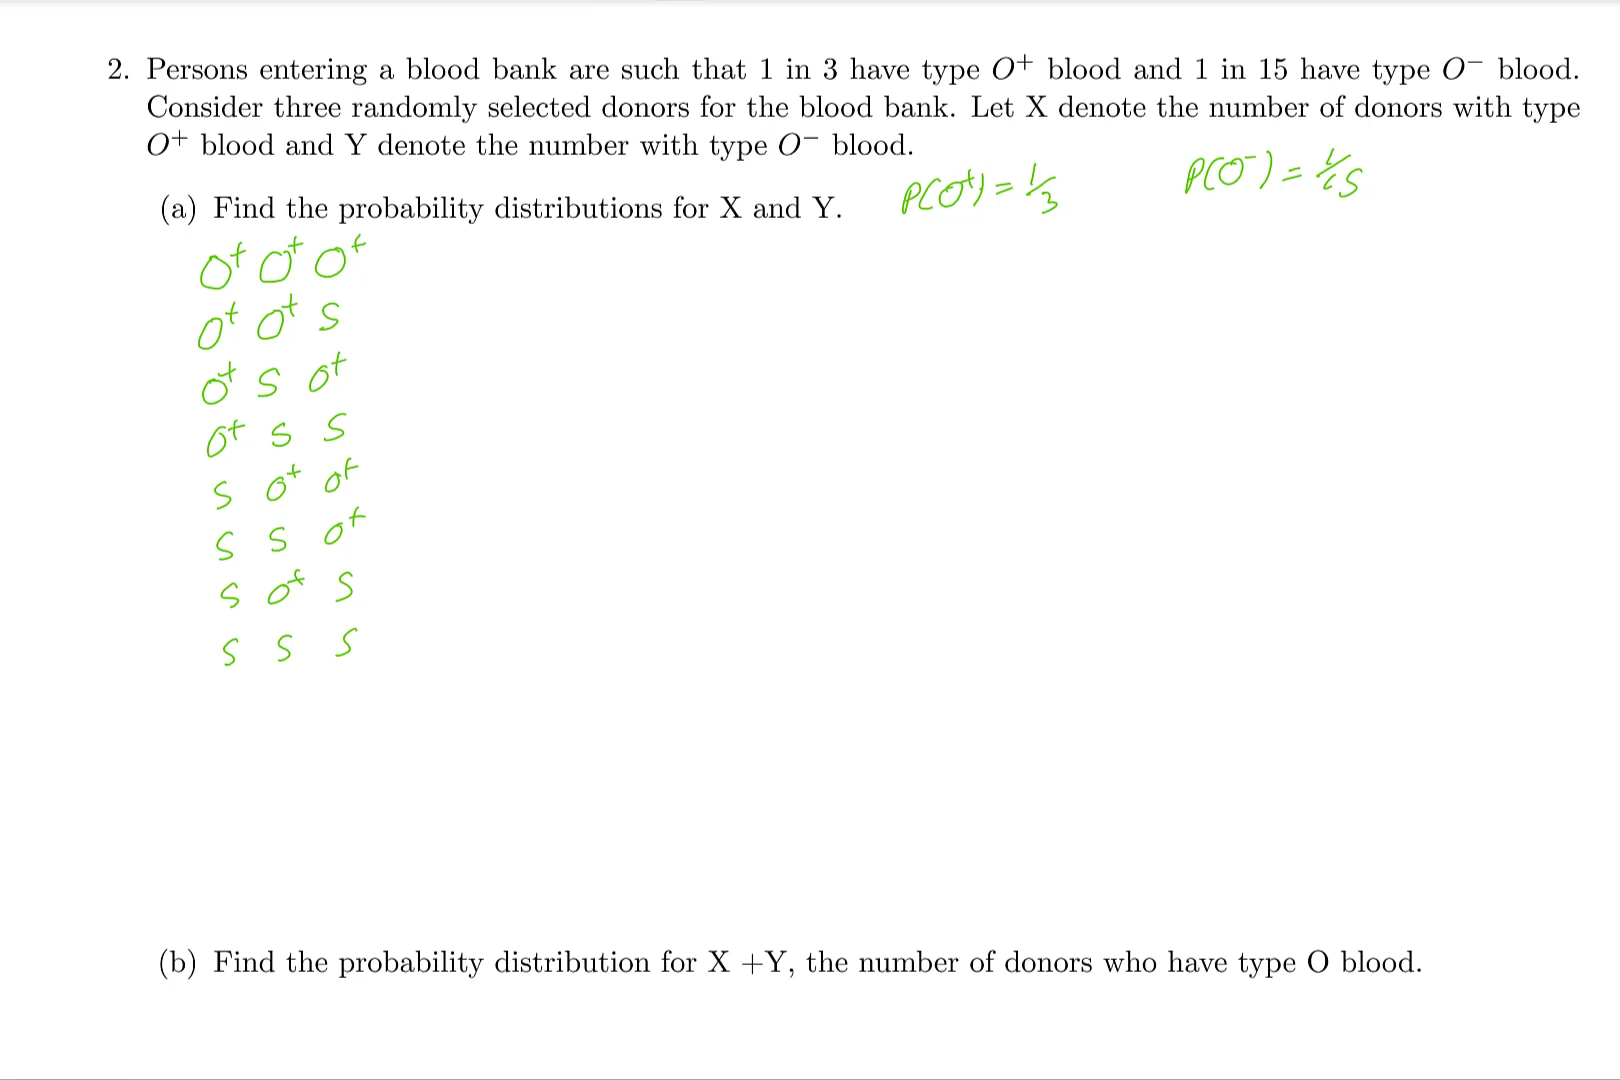 2. Persons entering a blood bank are such that 1 in 3 have type O⁺ blood and 1 in 15 have type O⁻ blood.
Consider three randomly selected donors for the blood bank. Let X denote the number of donors with type
O⁺ blood and Y denote the number with type O⁻ blood.
(a) Find the probability distributions for X and Y. P(O⁺) = 1/3 P(O⁻) = 1/15
O⁺ O⁺ O⁺
O⁺ O⁺ S
O⁺ S O⁺
O⁺ S S
S O⁺ O⁺
S S O⁺
S O⁺ S
S S S
(b) Find the probability distribution for X +Y, the number of donors who have type O blood.